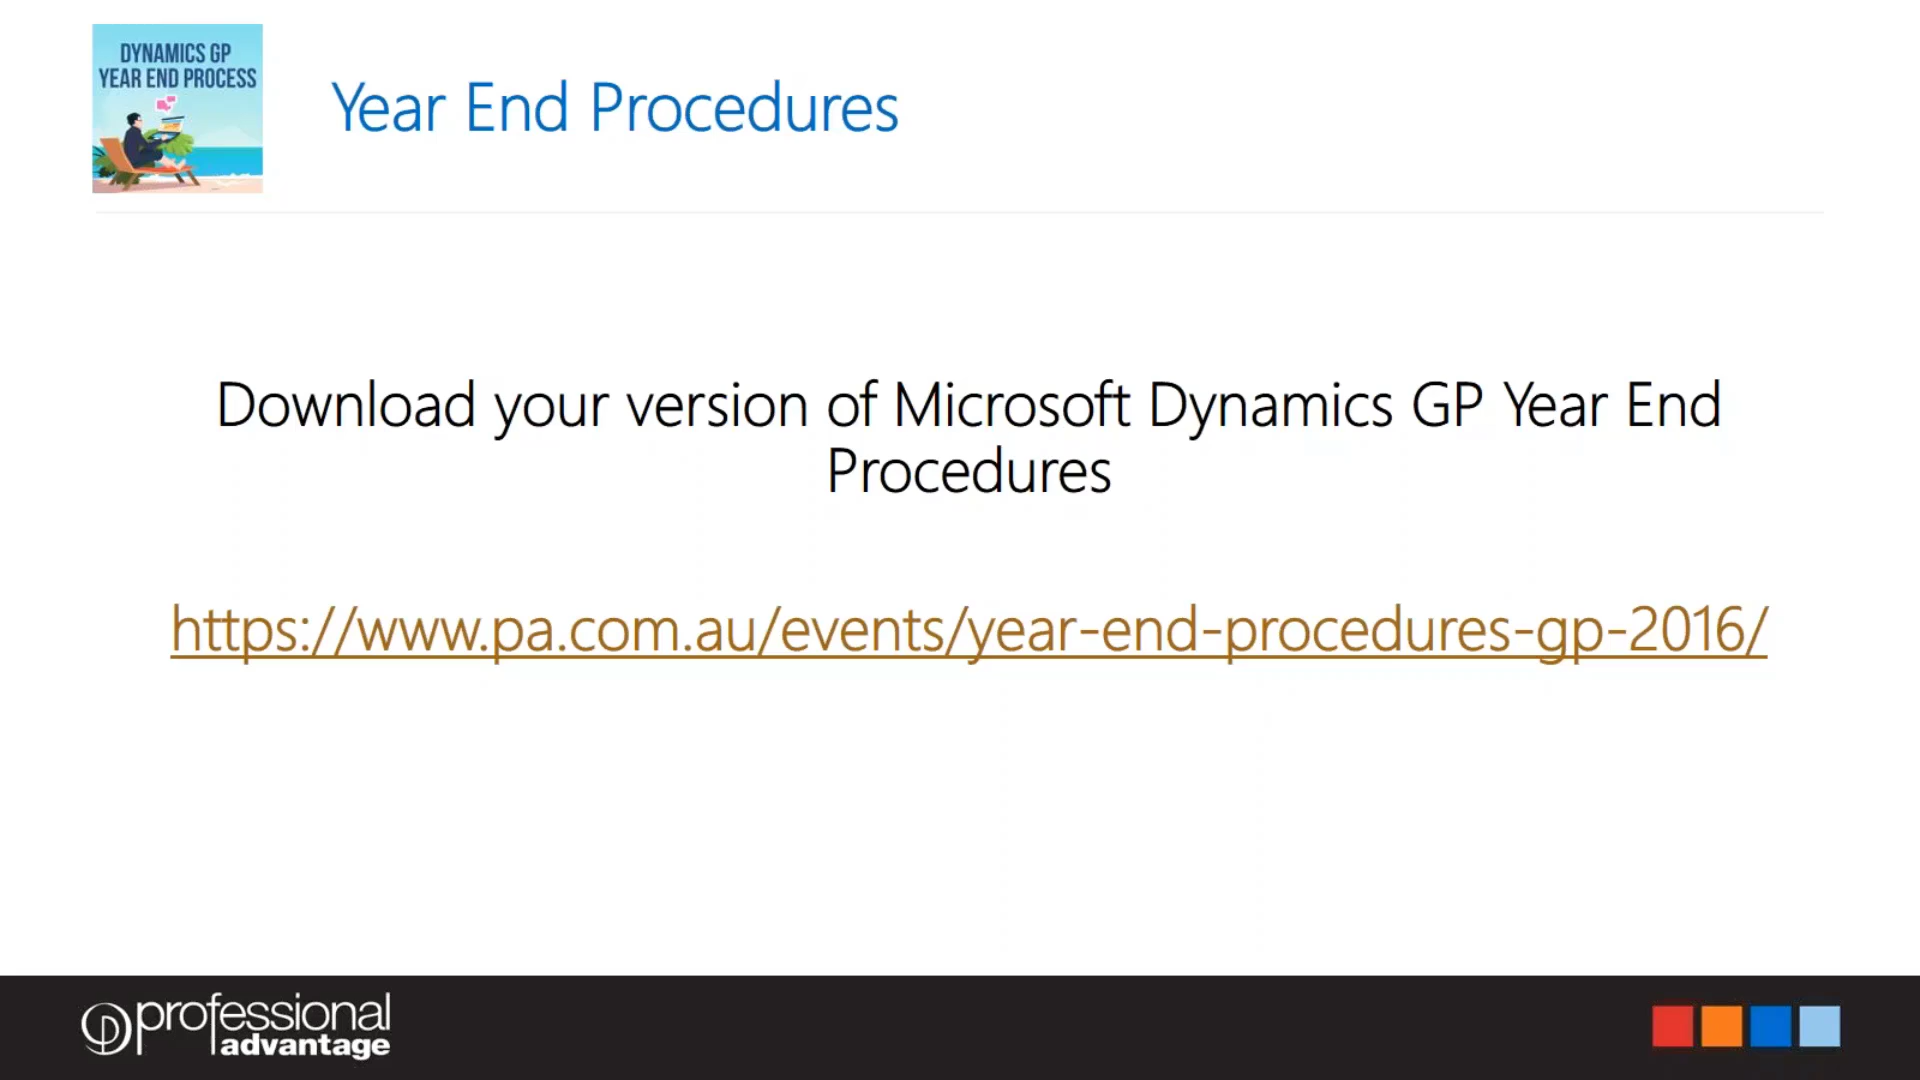 DYNAMICS GP
YEAR END PROCESS
Year End Procedures
Download your version of Microsoft Dynamics GP Year End
Procedures
https://www.pa.com.au/events/year-end-procedures-gp-2016/
professional
advantage